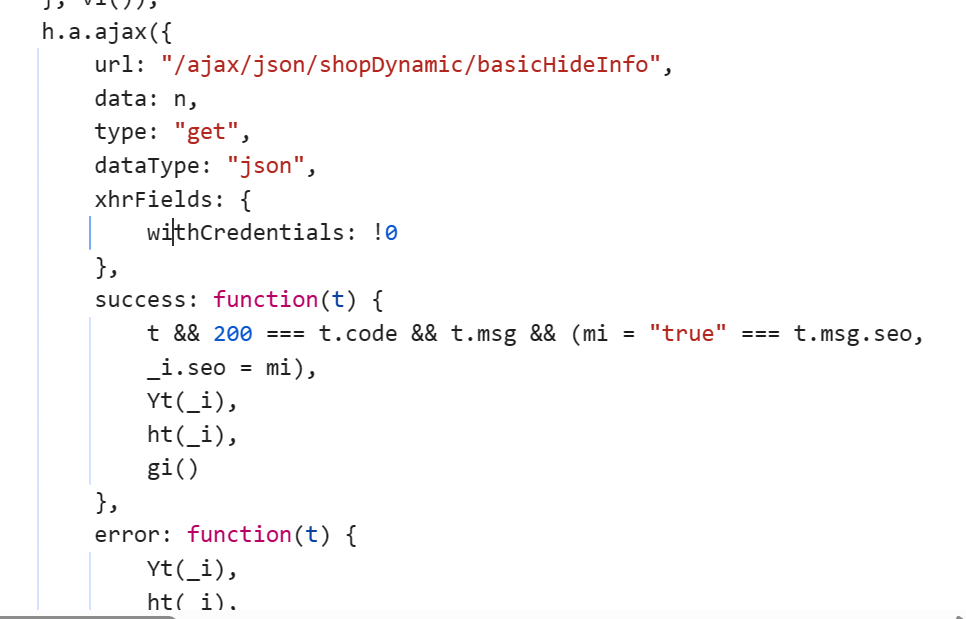 }, vi());
h.a.ajax({
    url: "/ajax/json/shopDynamic/basicHideInfo",
    data: n,
    type: "get",
    dataType: "json",
    xhrFields: {
        withCredentials: !0
    },
    success: function(t) {
        t && 200 === t.code && t.msg && (mi = "true" === t.msg.seo,
        _i.seo = mi),
        Yt(_i),
        ht(_i),
        gi()
    },
    error: function(t) {
        Yt(_i),
        ht(_i),